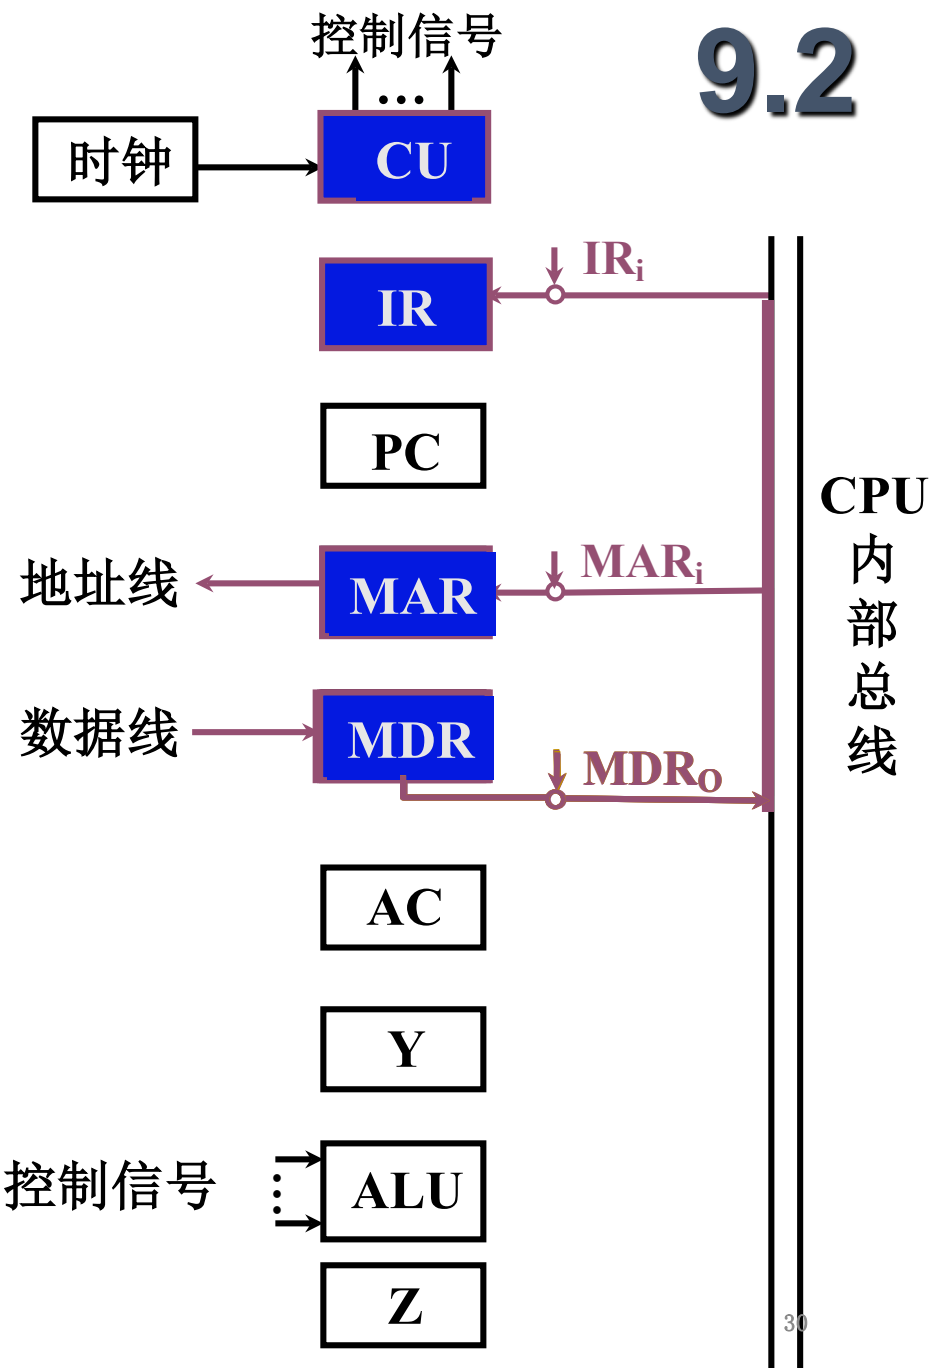 控制信号
9.2
...
时钟
CU
IR
IRi
PC
CPU
内
部
总
线
地址线
MAR
MARi
数据线
MDR
MDRO
AC
Y
控制信号
ALU
Z
30